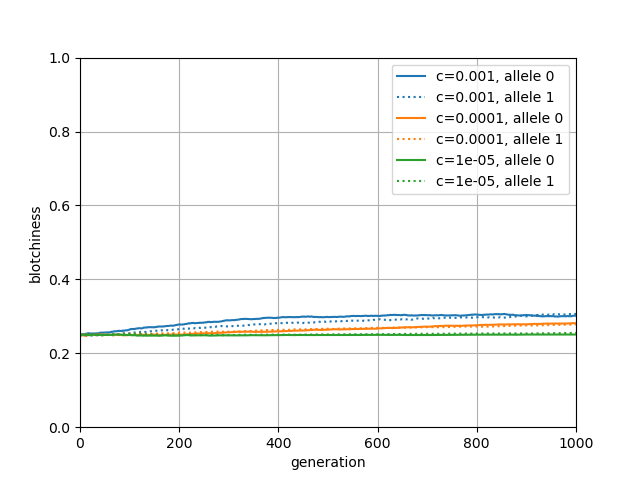 1.0
0.8
0.6
0.4
0.2
0.0
blotchiness
0
200
400
600
800
1000
generation
c=0.001, allele 0
c=0.001, allele 1
c=0.0001, allele 0
c=0.0001, allele 1
c=1e-05, allele 0
c=1e-05, allele 1